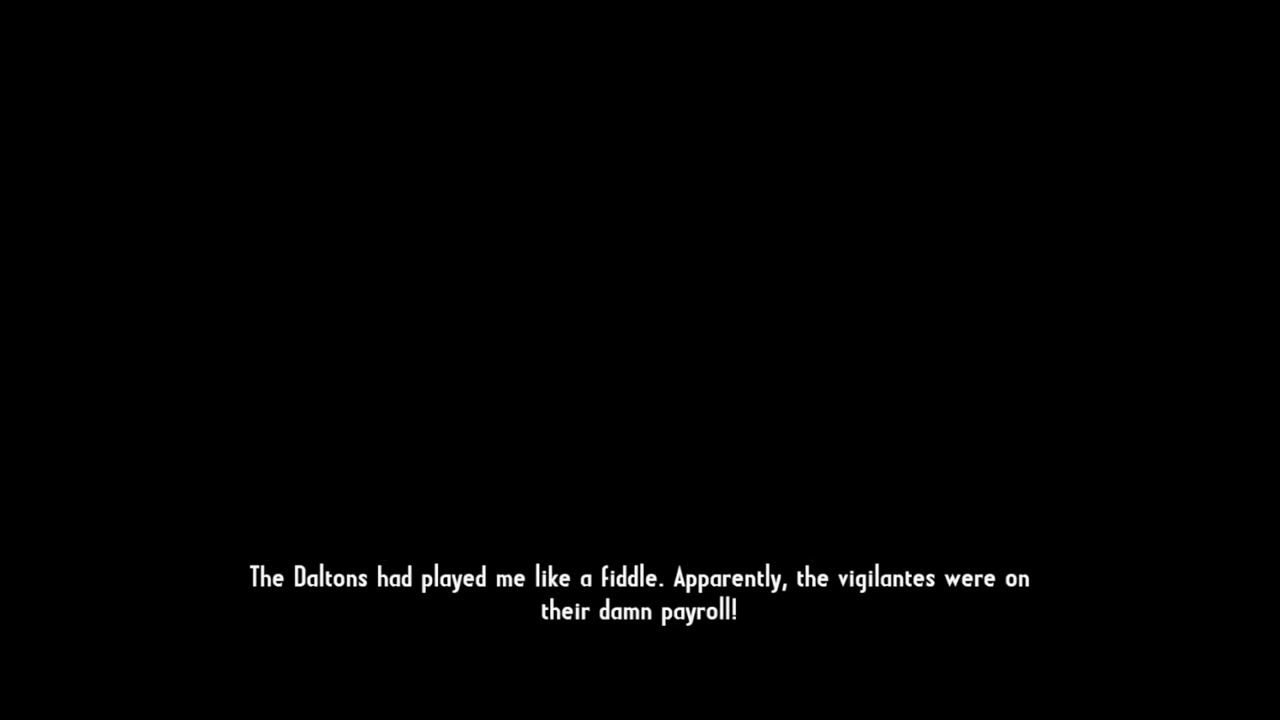 The Daltons had played me like a fiddle. Apparently, the vigilantes were on
their damn payroll!